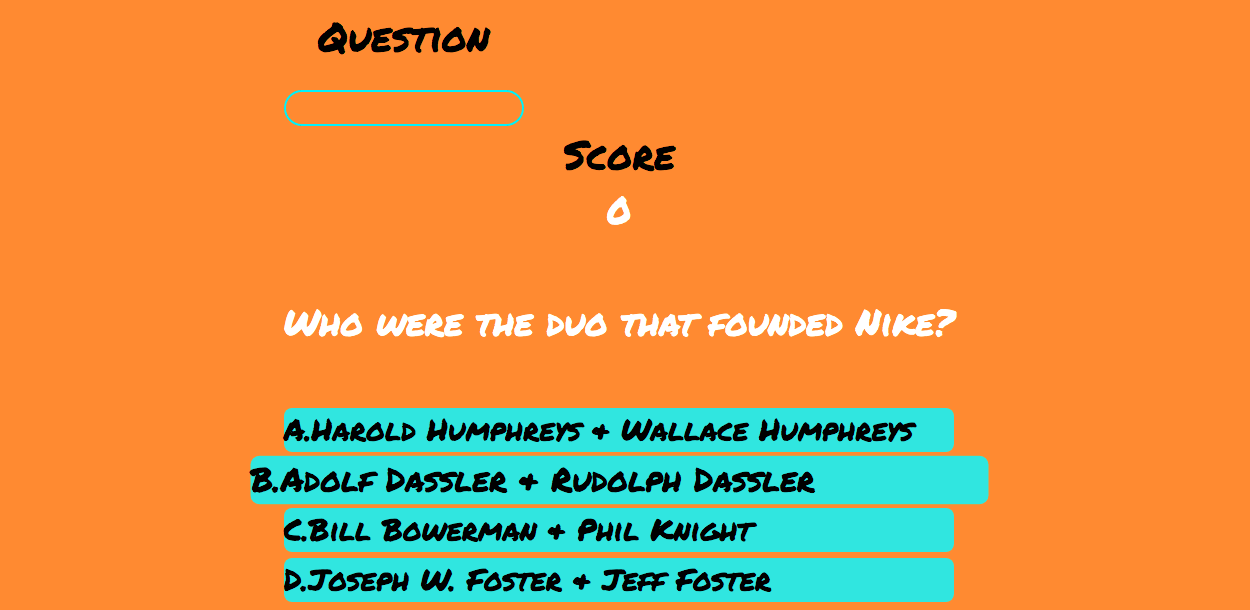 Question
Score
0
Who were the duo that founded Nike?
A.Harold Humphreys & Wallace Humphreys
B.Adolf Dassler & Rudolph Dassler
C.Bill Bowerman & Phil Knight
D.Joseph W. Foster & Jeff Foster